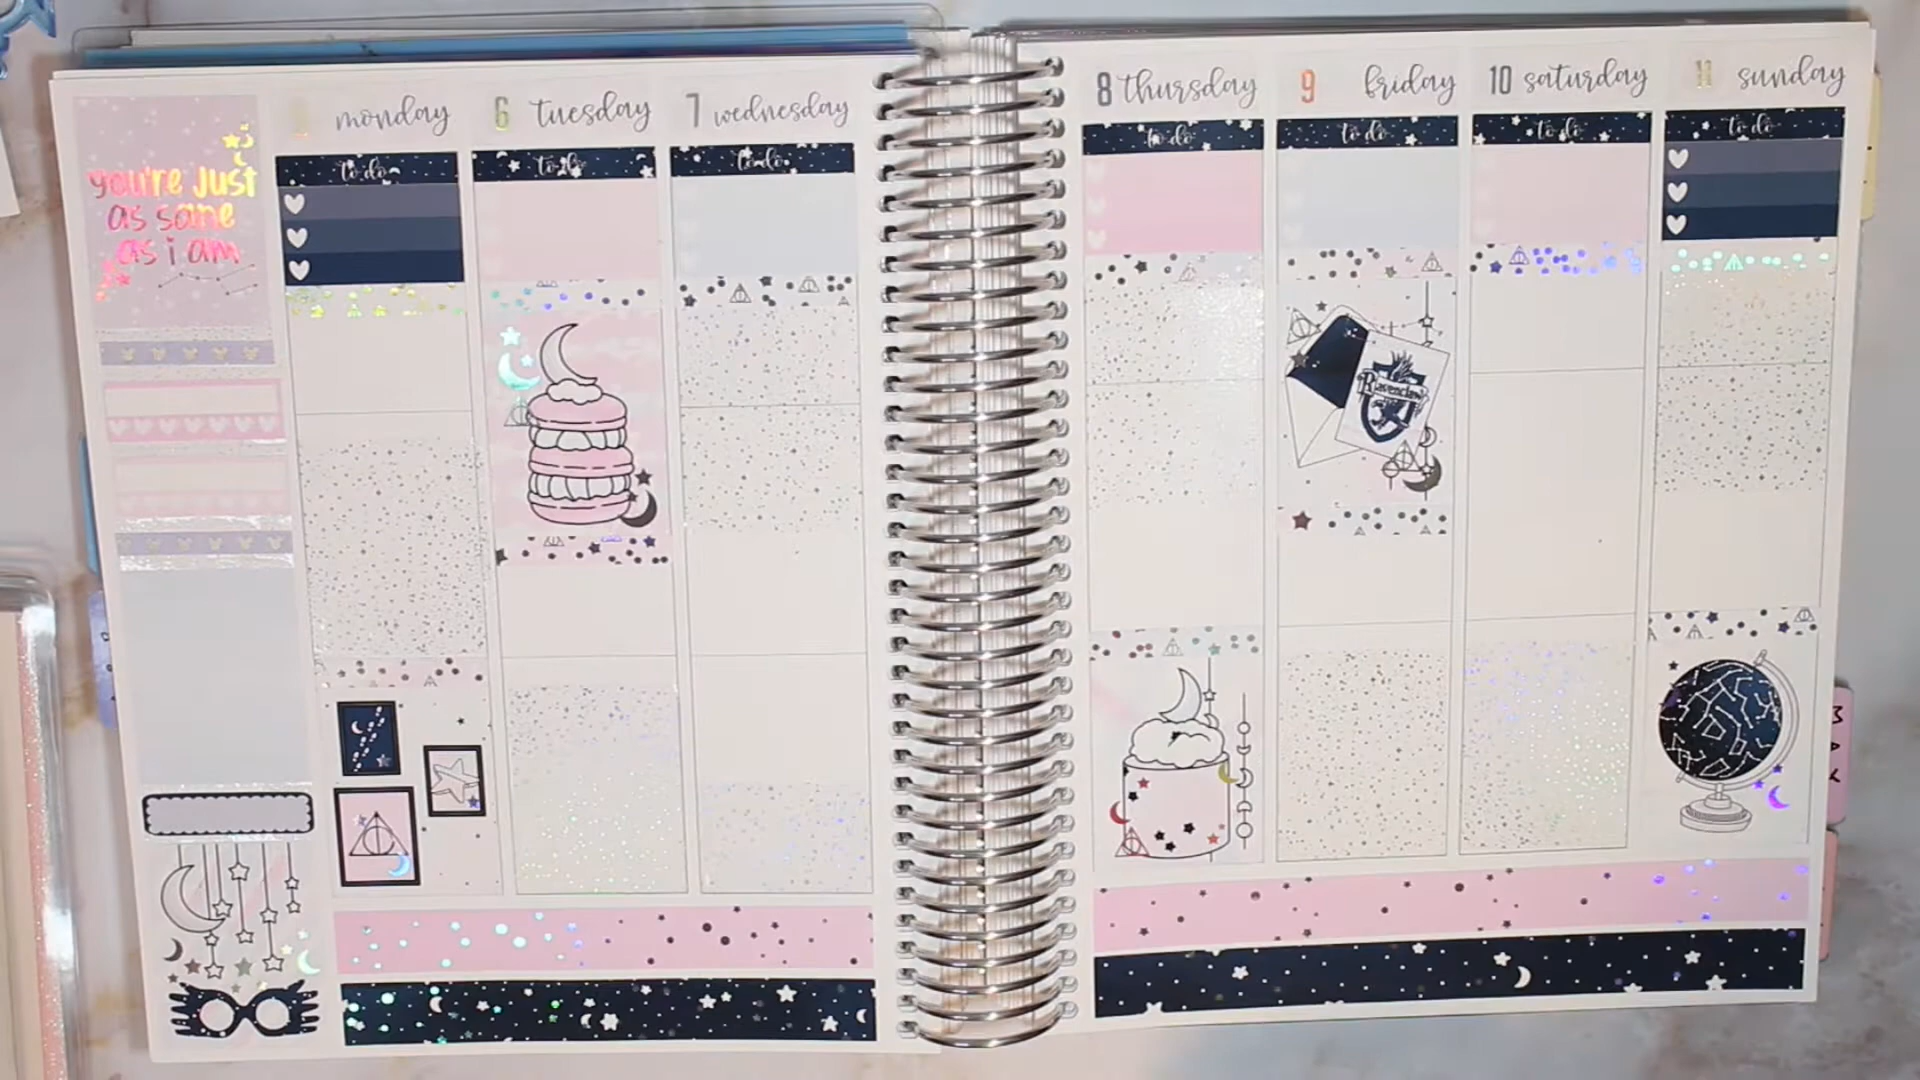 you're just
as sane
as i am
monday
to do
6 tuesday
to do
7 wednesday
to do
8 thursday
to do
9 friday
to do
Ravenclaw
10 saturday
to do
11 sunday
to do
M
A
Y